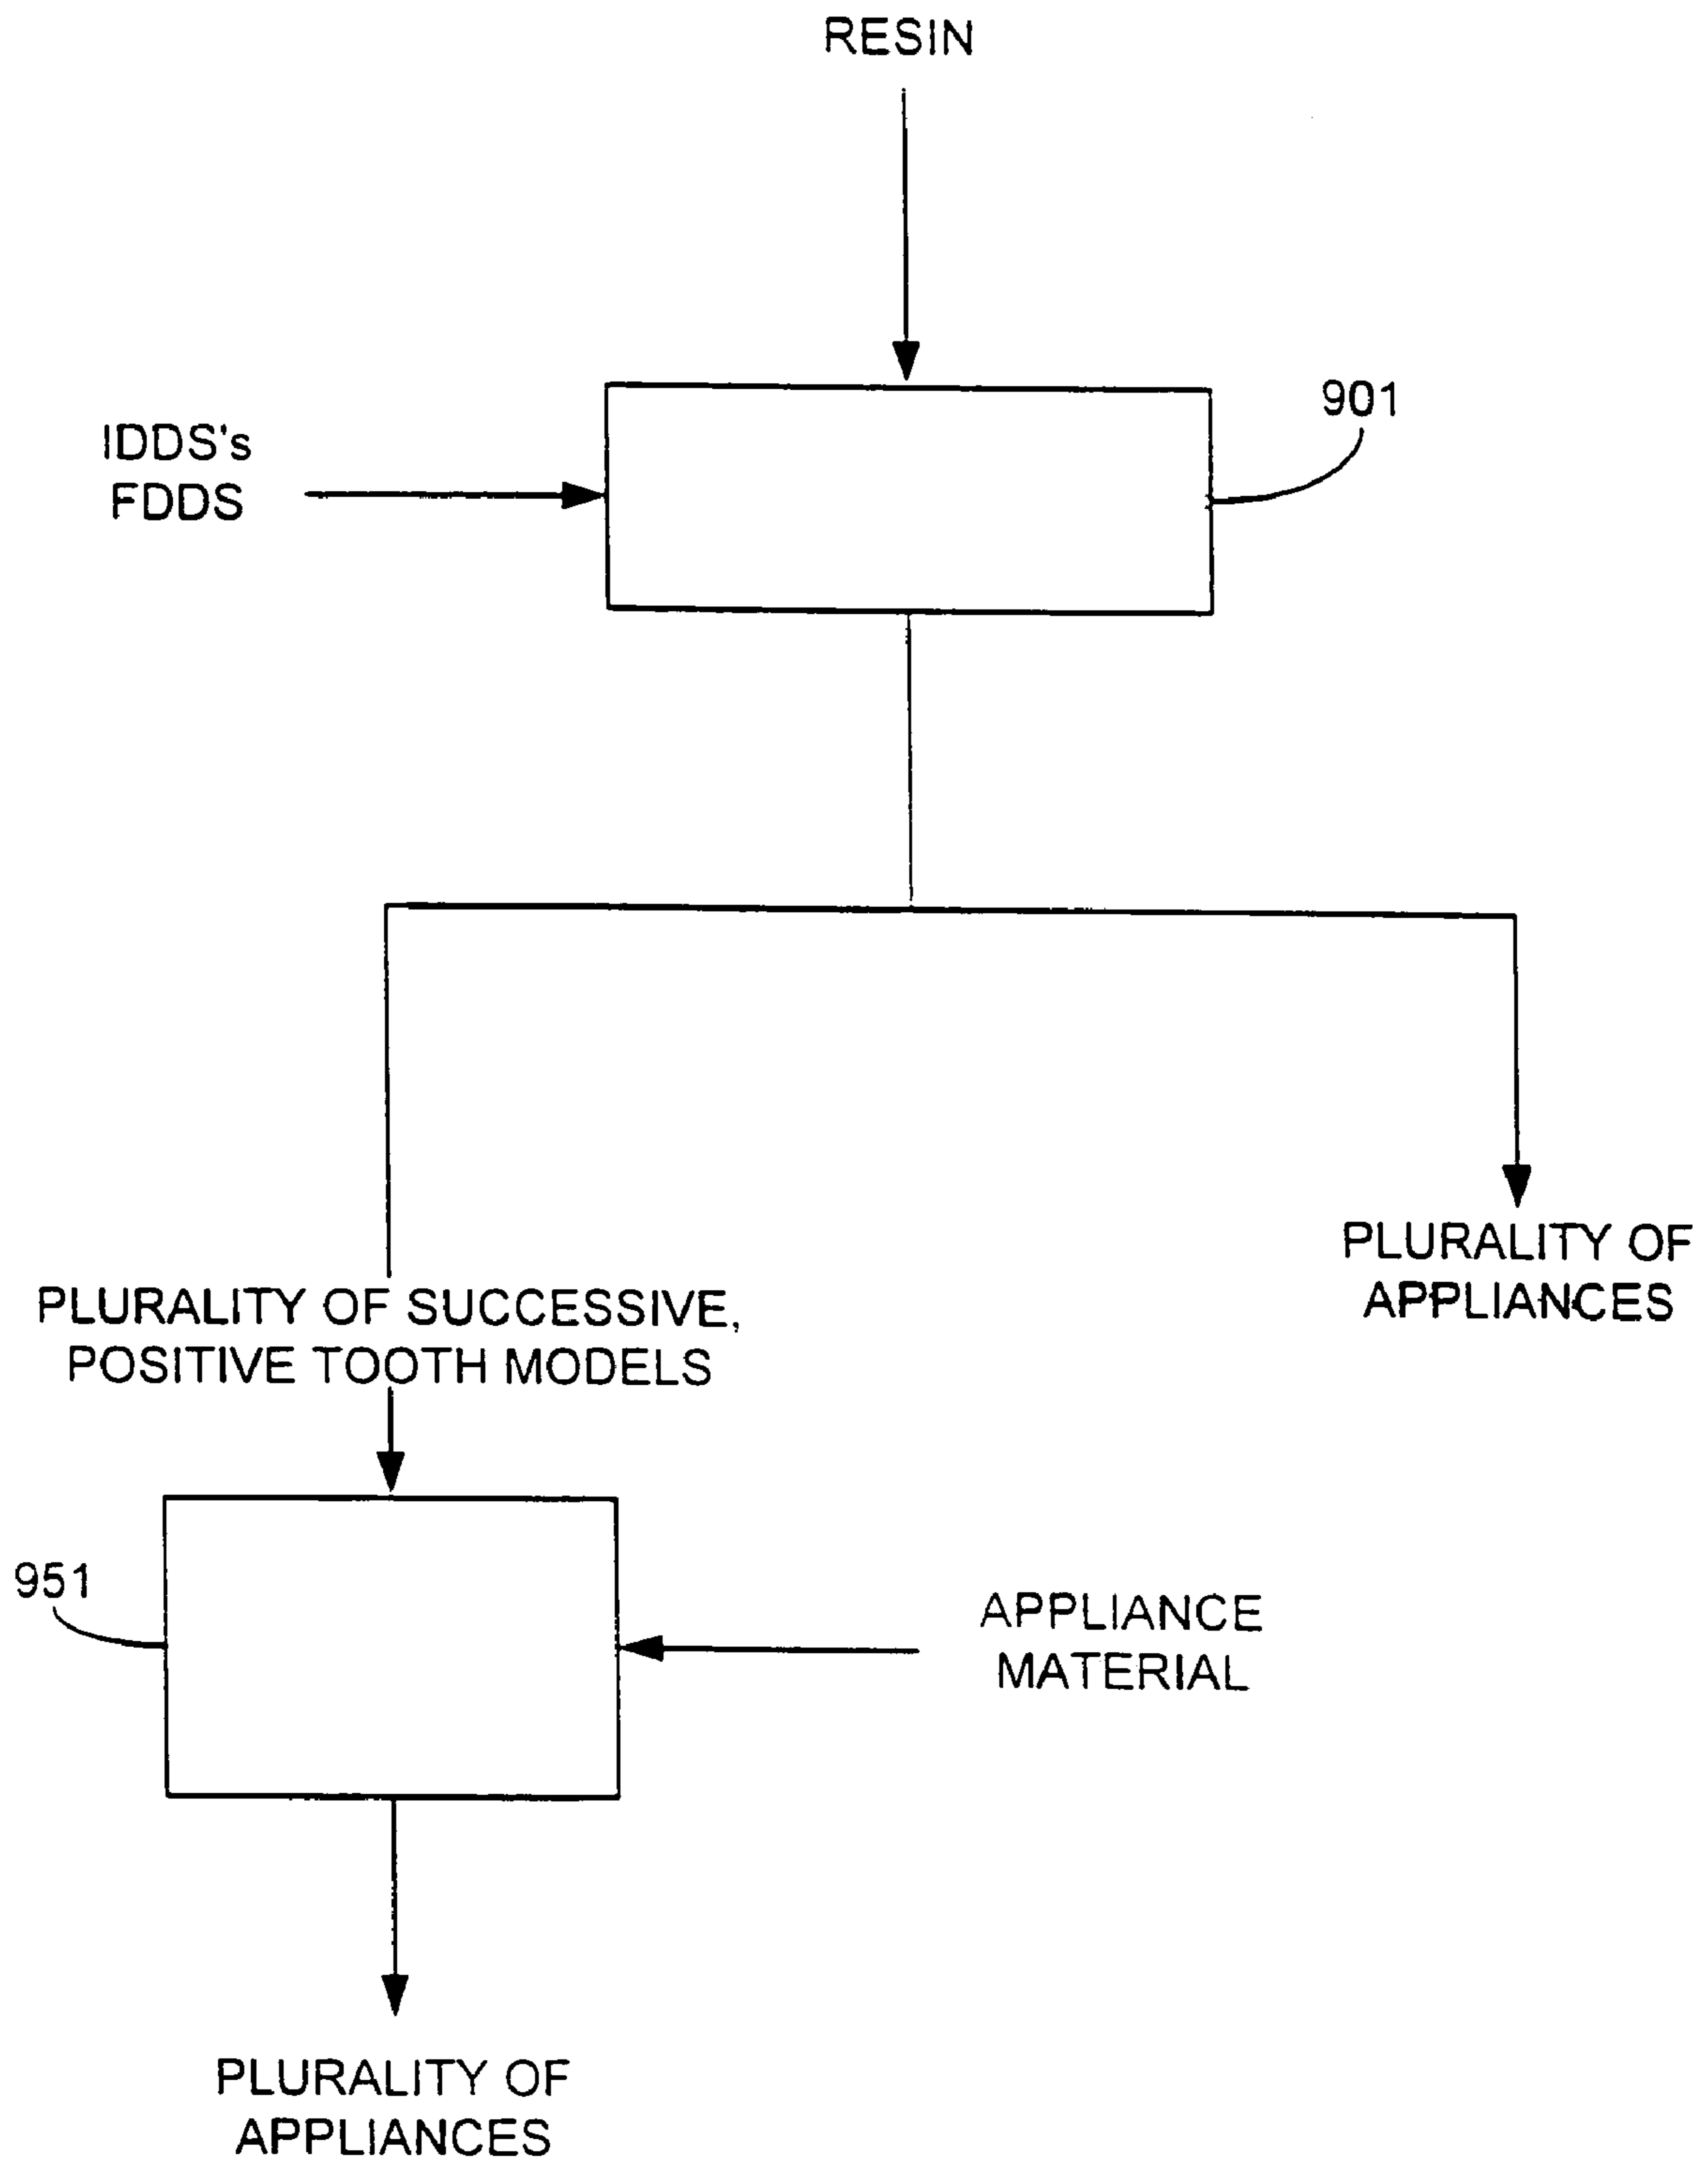 RESIN
901
IDDS's
FDDS
PLURALITY OF
APPLIANCES
PLURALITY OF SUCCESSIVE,
POSITIVE TOOTH MODELS
951
APPLIANCE
MATERIAL
PLURALITY OF
APPLIANCES